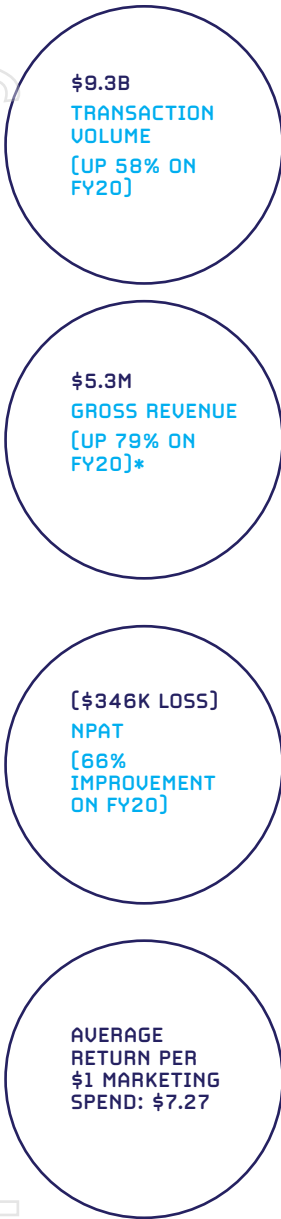 $9.3B
TRANSACTION
VOLUME
(UP 58% ON
FY20)
$5.3M
GROSS REVENUE
(UP 79% ON
FY20)*
($346K LOSS)
NPAT
(66%
IMPROVEMENT
ON FY20)
AVERAGE
RETURN PER
$1 MARKETING
SPEND: $7.27